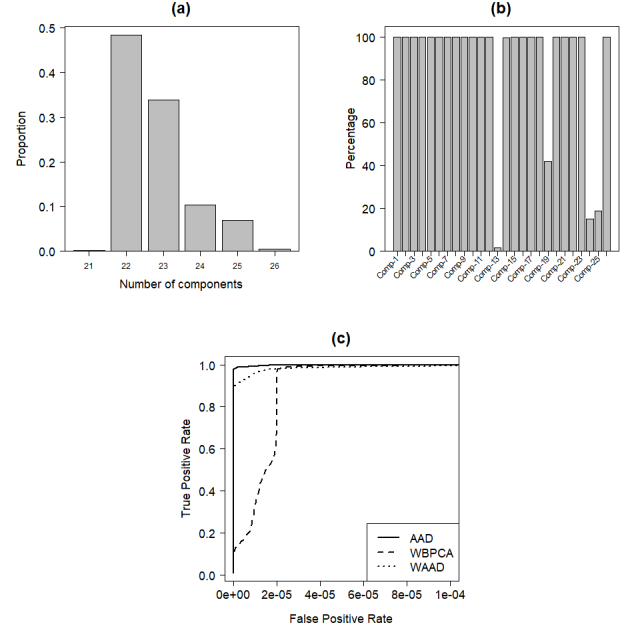 (a)
0.5
0.4
0.3
0.2
0.1
0.0
Proportion
21 22 23 24 25 26
Number of components
(b)
100
80
60
40
20
0
Percentage
Comp-1 Comp-3 Comp-5 Comp-7 Comp-9 Comp-11 Comp-13 Comp-15 Comp-17 Comp-19 Comp-21 Comp-23 Comp-25
(c)
1.0
0.8
0.6
0.4
0.2
0.0
True Positive Rate
AAD
WBPCA
WAAD
0e+00 2e-05 4e-05 6e-05 8e-05 1e-04
False Positive Rate